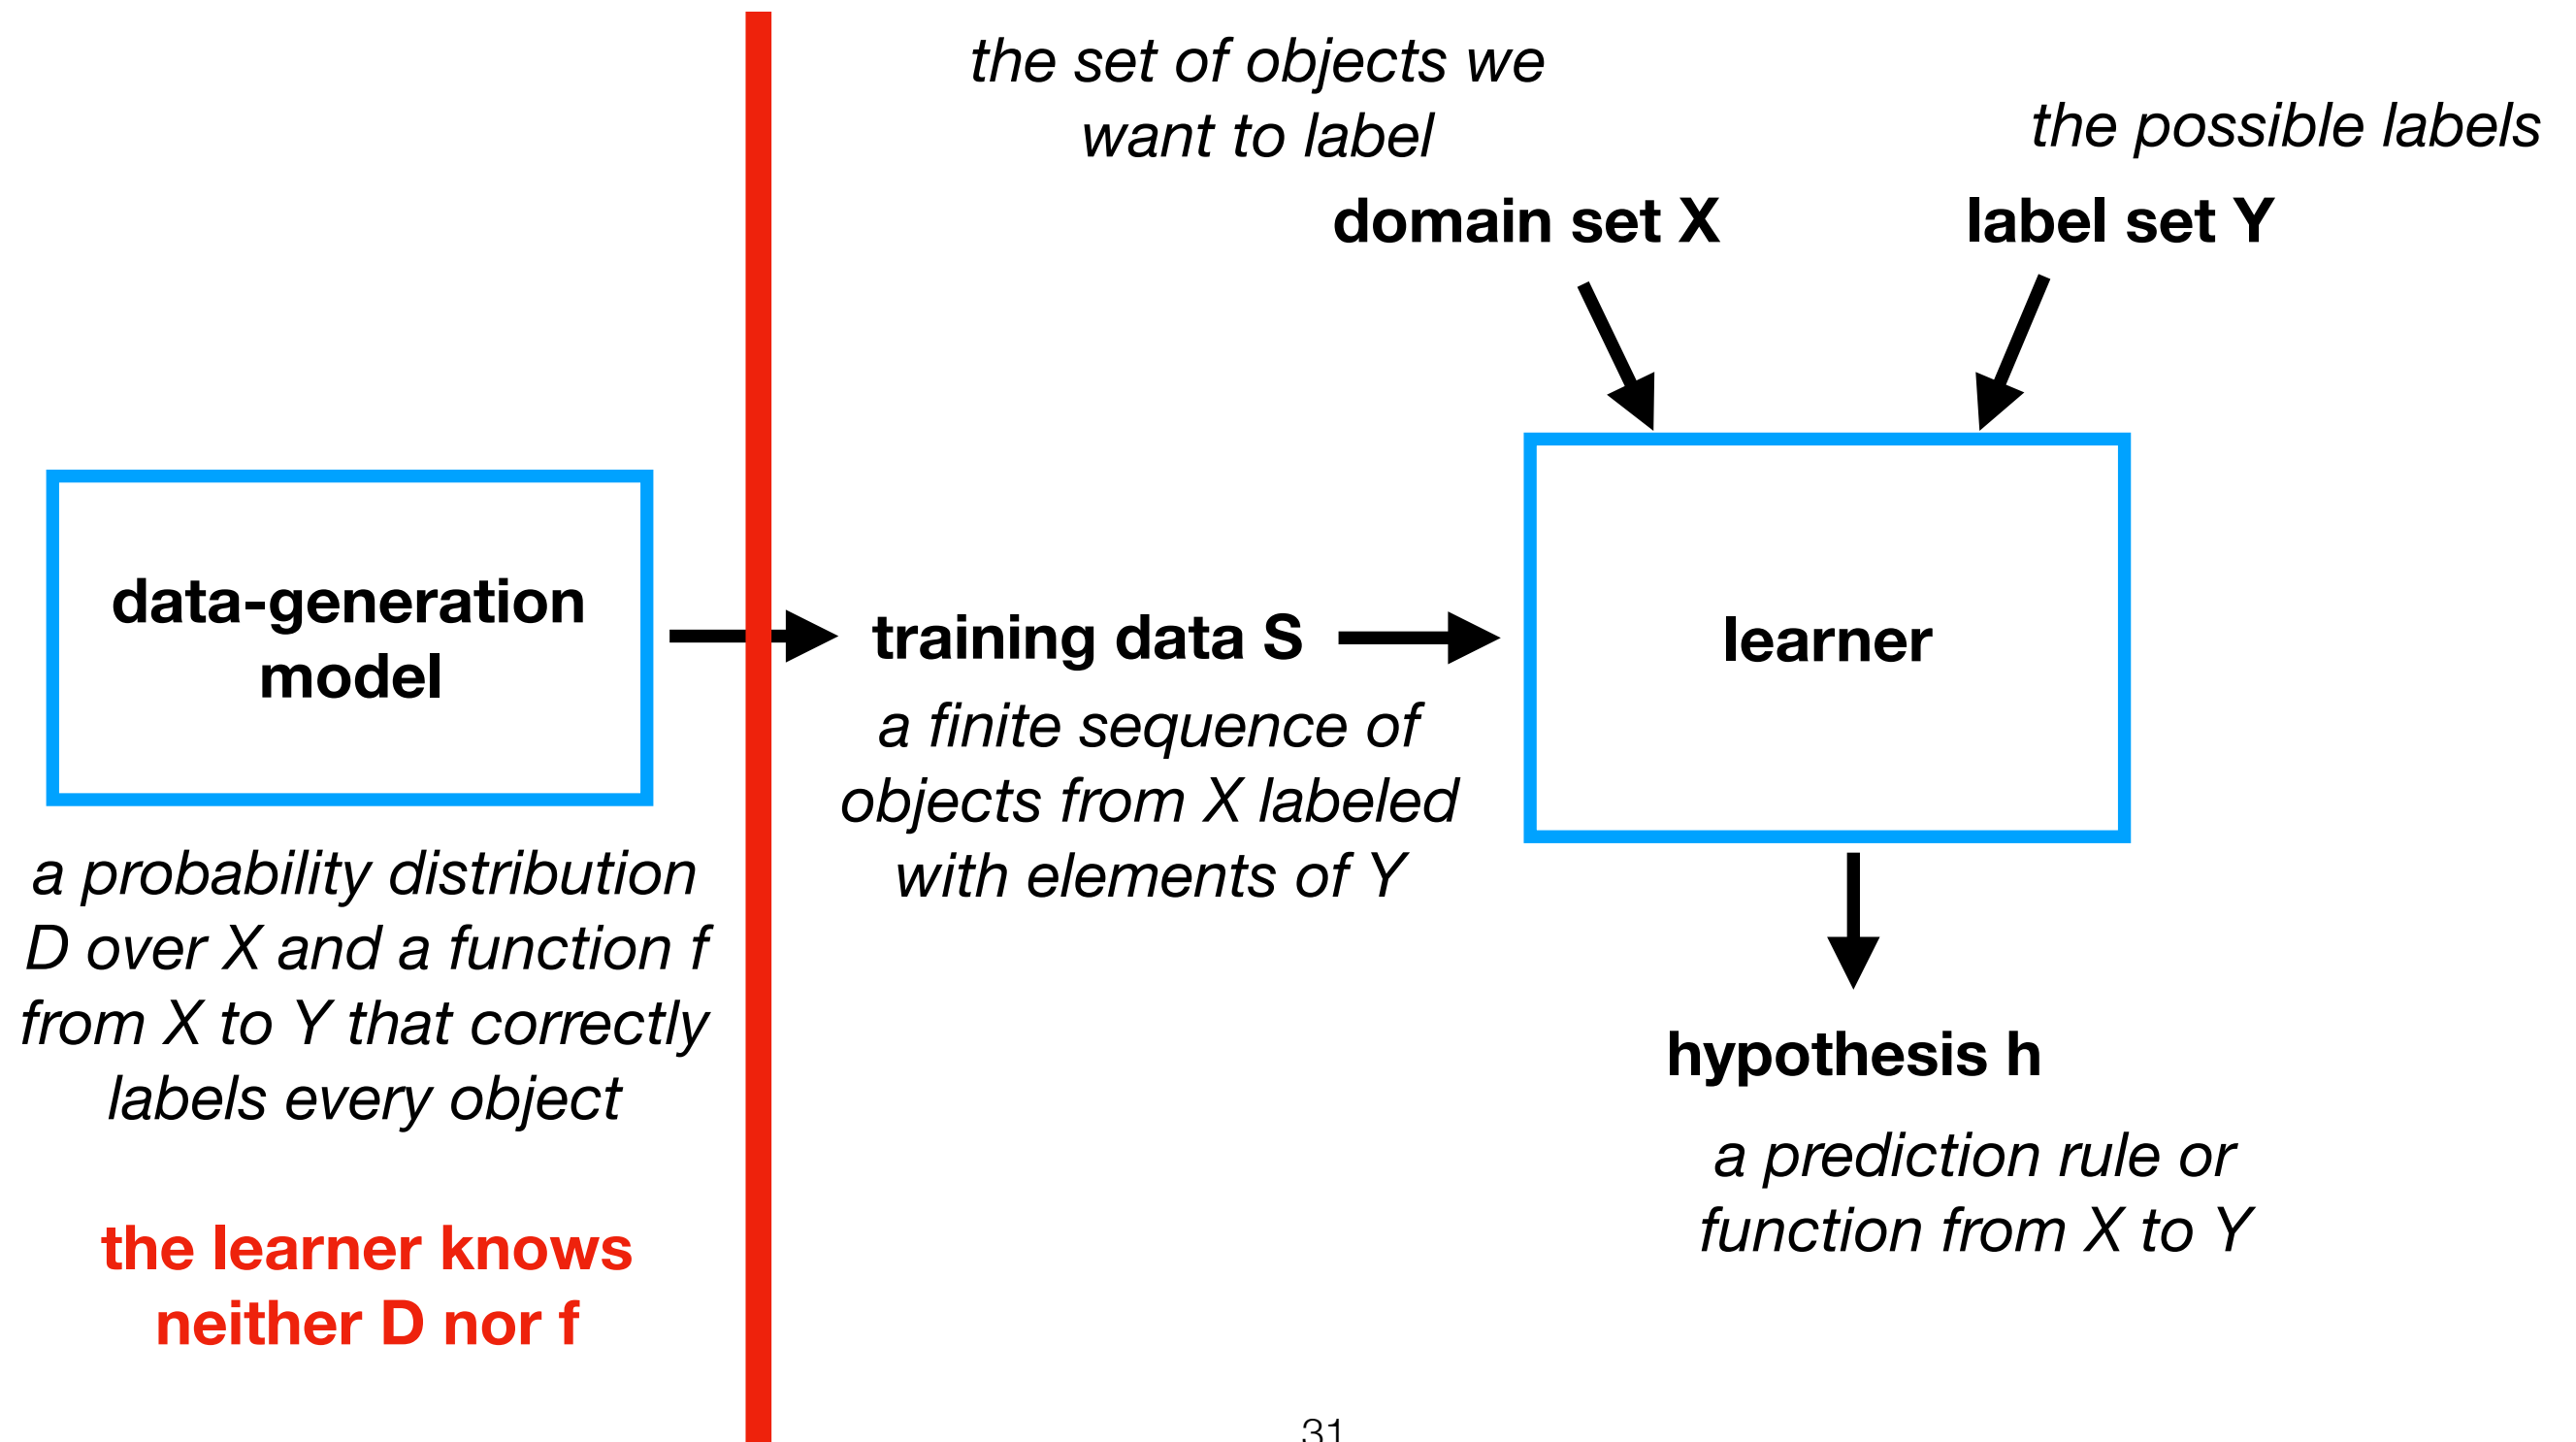 the set of objects we
want to label
the possible labels
domain set X
label set Y
data-generation
model
training data S
learner
a finite sequence of
objects from X labeled
with elements of Y
a probability distribution
D over X and a function f
from X to Y that correctly
labels every object
hypothesis h
a prediction rule or
function from X to Y
the learner knows
neither D nor f
31